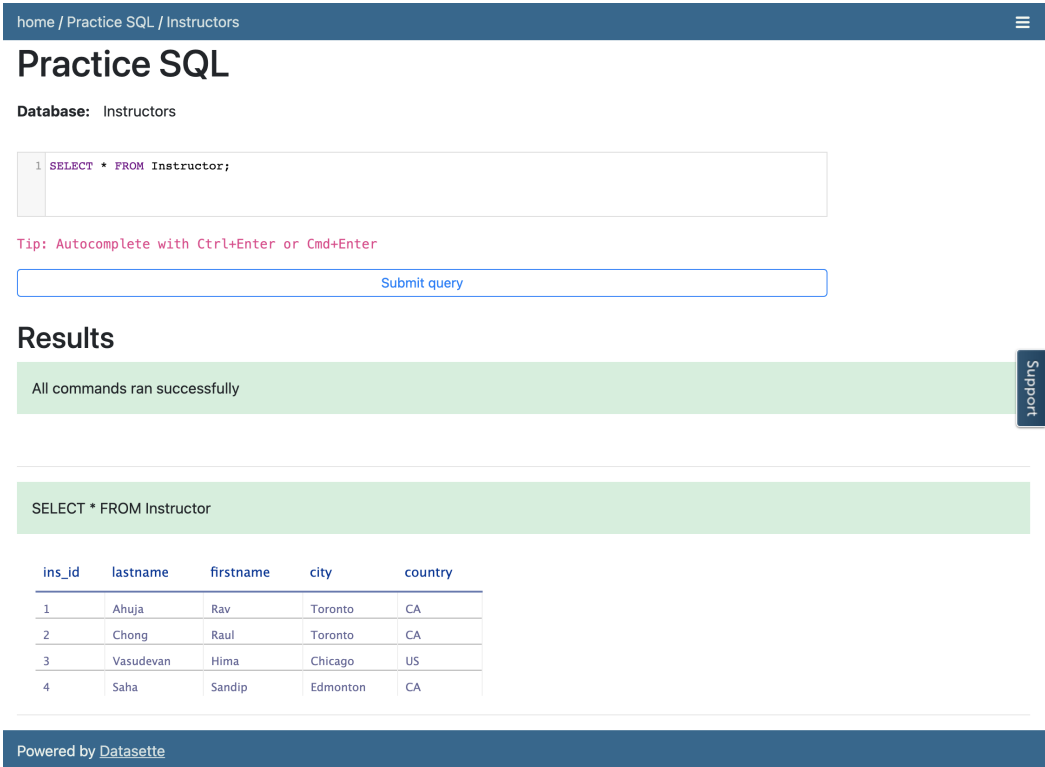 home / Practice SQL / Instructors
Practice SQL
Database: Instructors
1 SELECT * FROM Instructor;
Tip: Autocomplete with Ctrl+Enter or Cmd+Enter
Submit query
Results
All commands ran successfully
Support
SELECT * FROM Instructor
ins_id lastname firstname city country
1 Ahuja Rav Toronto CA
2 Chong Raul Toronto CA
3 Vasudevan Hima Chicago US
4 Saha Sandip Edmonton CA
Powered by Datasette